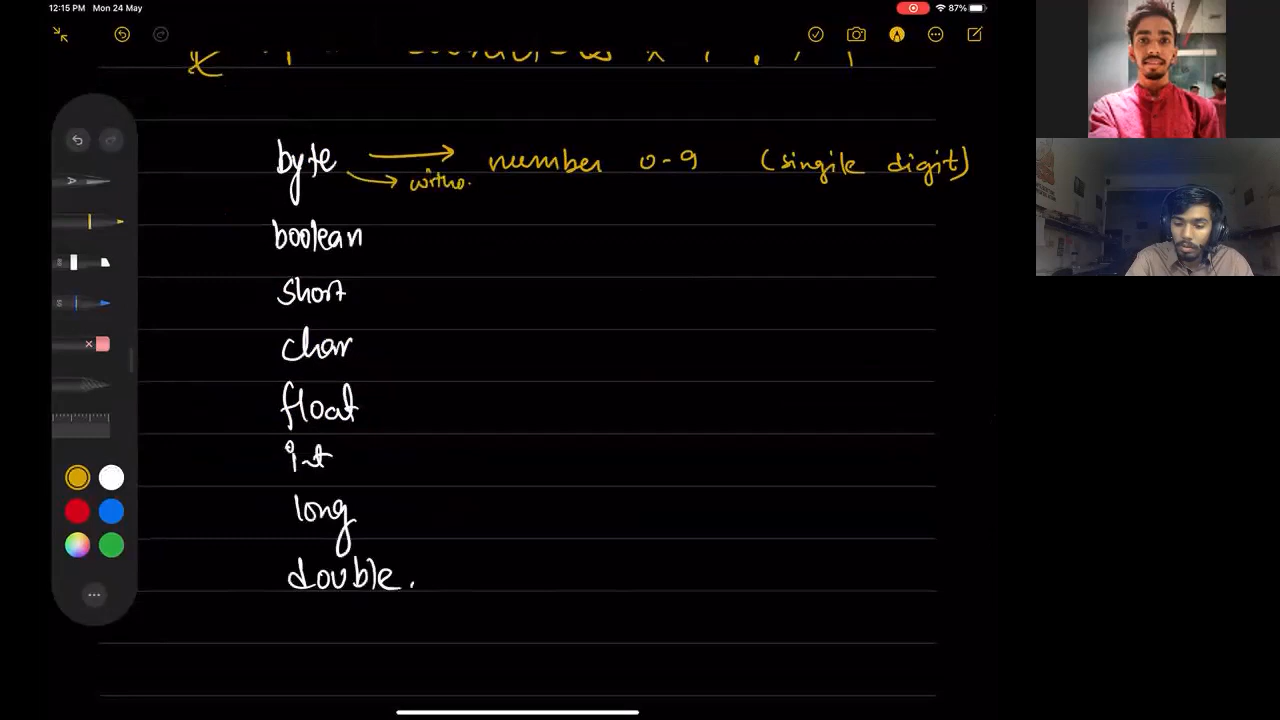 12:15 PM Mon 24 May
87%
byte → number 0-9 (single digit)
→ witho.
boolean
short
char
float
int
long
double.